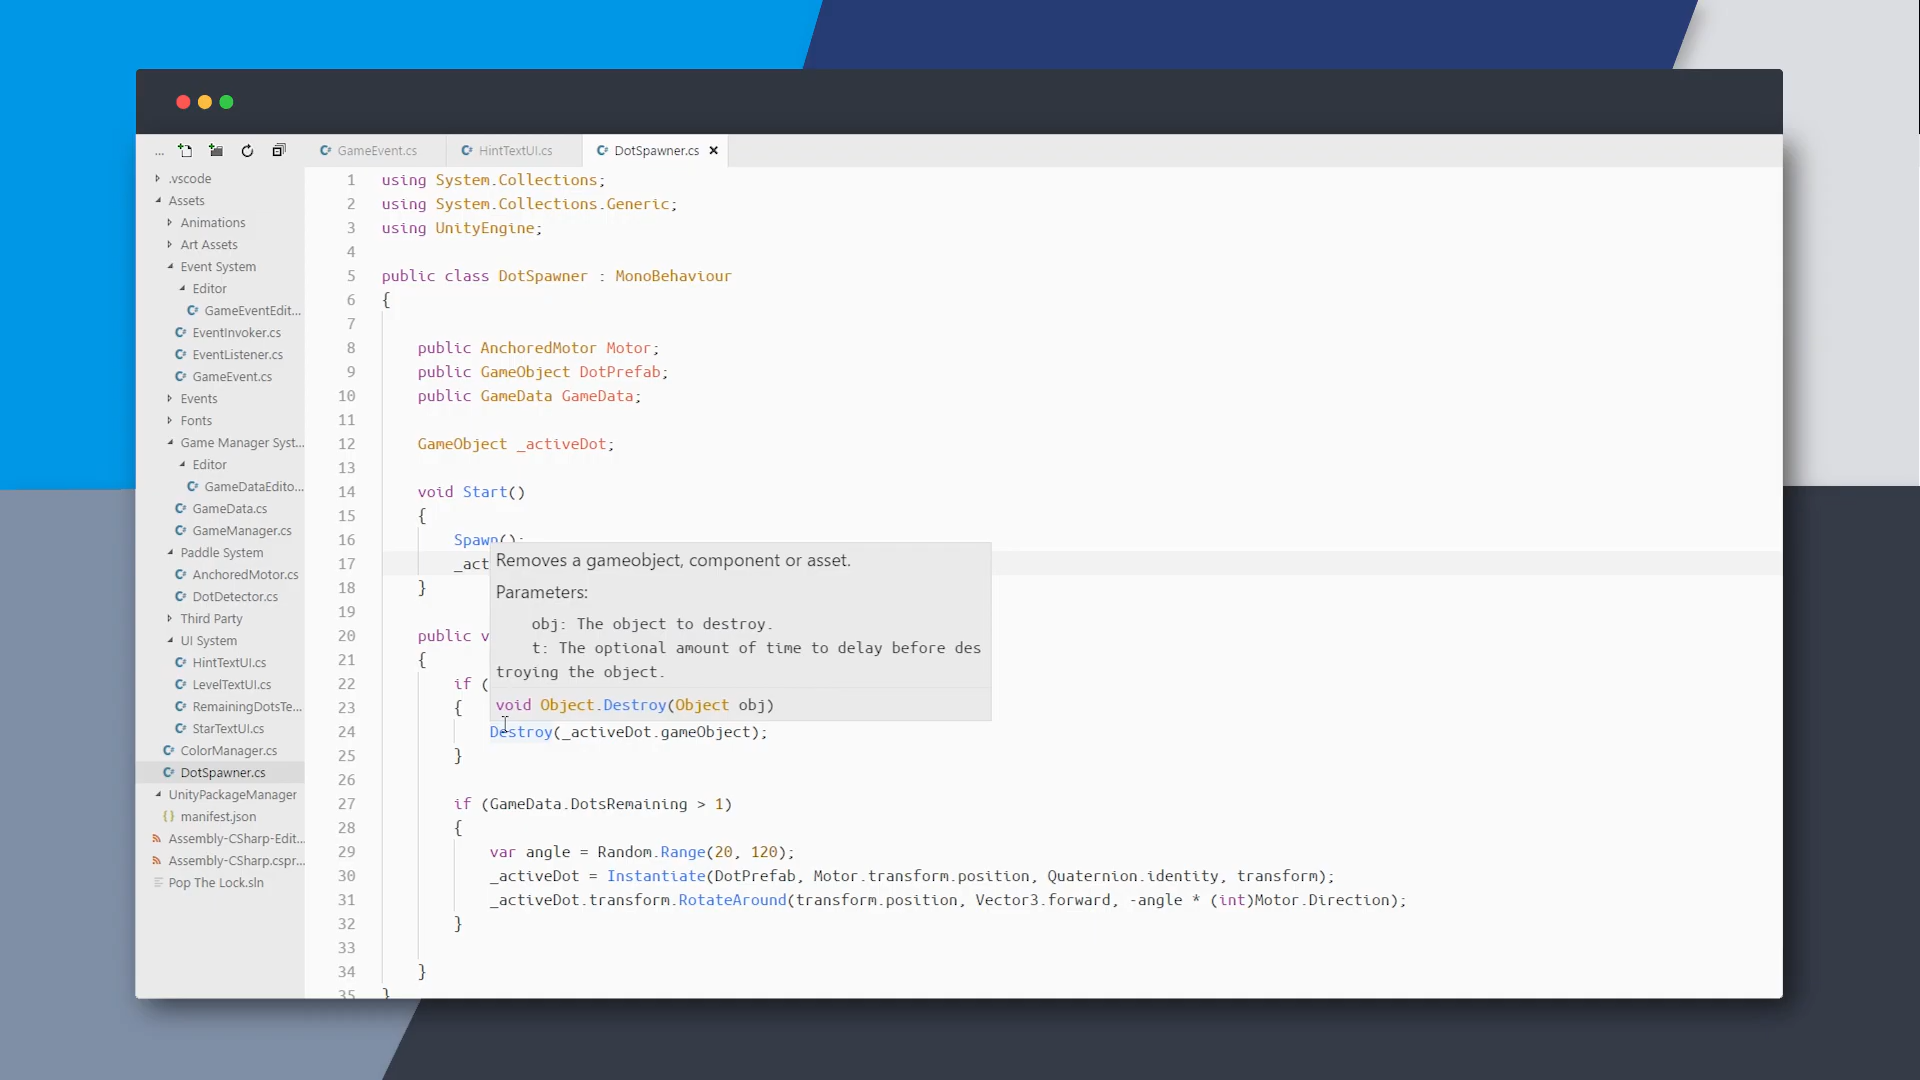 GameEvent.cs
HintTextUI.cs
DotSpawner.cs
...
.vscode
Assets
Animations
Art Assets
Event System
Editor
GameEventEdit...
EventInvoker.cs
EventListener.cs
GameEvent.cs
Events
Fonts
Game Manager Syst...
Editor
GameDataEdito...
GameData.cs
GameManager.cs
Paddle System
AnchoredMotor.cs
DotDetector.cs
Third Party
UI System
HintTextUI.cs
LevelTextUI.cs
RemainingDotsTe...
StarTextUI.cs
ColorManager.cs
DotSpawner.cs
UnityPackageManager
{} manifest.json
Assembly-CSharp-Edit...
Assembly-CSharp.cspr...
Pop The Lock.sln
1 using System.Collections;
2 using System.Collections.Generic;
3 using UnityEngine;
4
5 public class DotSpawner : MonoBehaviour
6 {
7
8 public AnchoredMotor Motor;
9 public GameObject DotPrefab;
10 public GameData GameData;
11
12 GameObject _activeDot;
13
14 void Start()
15 {
16 Spawn();
17 _act
18 }
19
20 public v
21 {
22 if (
23 {
24 Destroy(_activeDot.gameObject);
25 }
26
27 if (GameData.DotsRemaining > 1)
28 {
29 var angle = Random.Range(20, 120);
30 _activeDot = Instantiate(DotPrefab, Motor.transform.position, Quaternion.identity, transform);
31 _activeDot.transform.RotateAround(transform.position, Vector3.forward, -angle * (int)Motor.Direction);
32 }
33
34 }
35 }
Removes a gameobject, component or asset.
Parameters:
obj: The object to destroy.
t: The optional amount of time to delay before des
troying the object.
void Object.Destroy(Object obj)